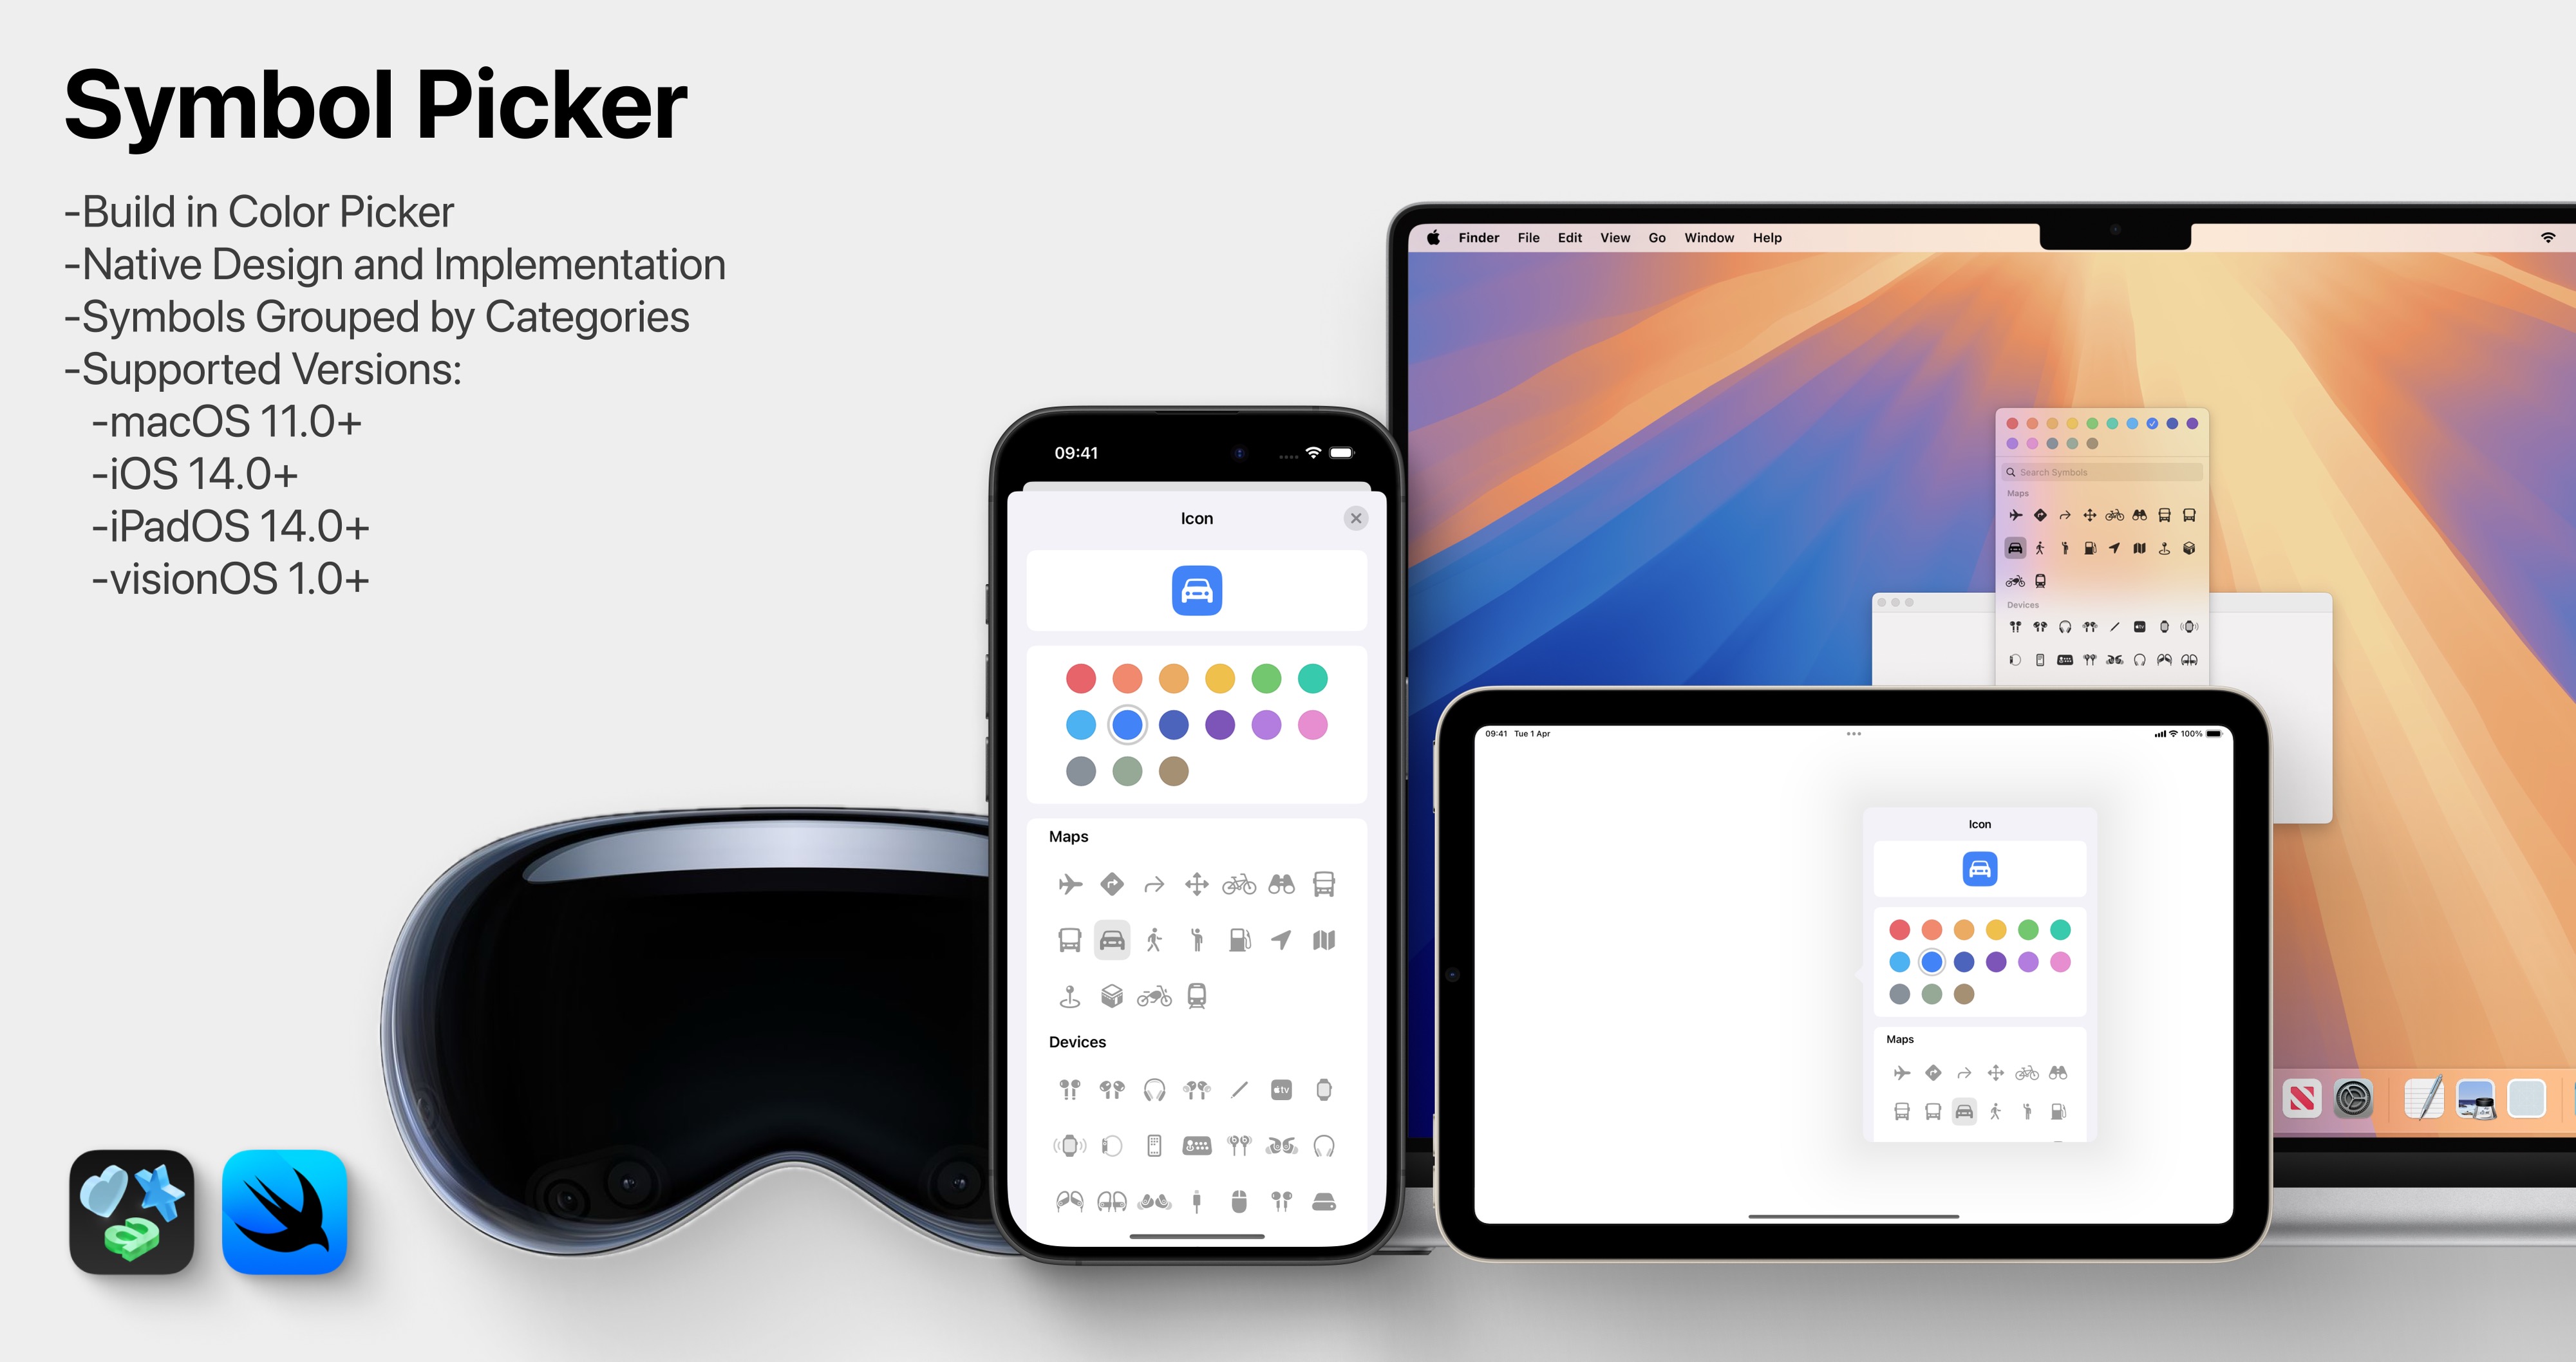 Symbol Picker
-Build in Color Picker
-Native Design and Implementation
-Symbols Grouped by Categories
-Supported Versions:
-macOS 11.0+
-iOS 14.0+
-iPadOS 14.0+
-visionOS 1.0+
Finder File Edit View Go Window Help
Search Symbols
Maps
Devices
09:41
Icon
Maps
Devices
tv
09:41 Tue 1 Apr
100%
Icon
Maps